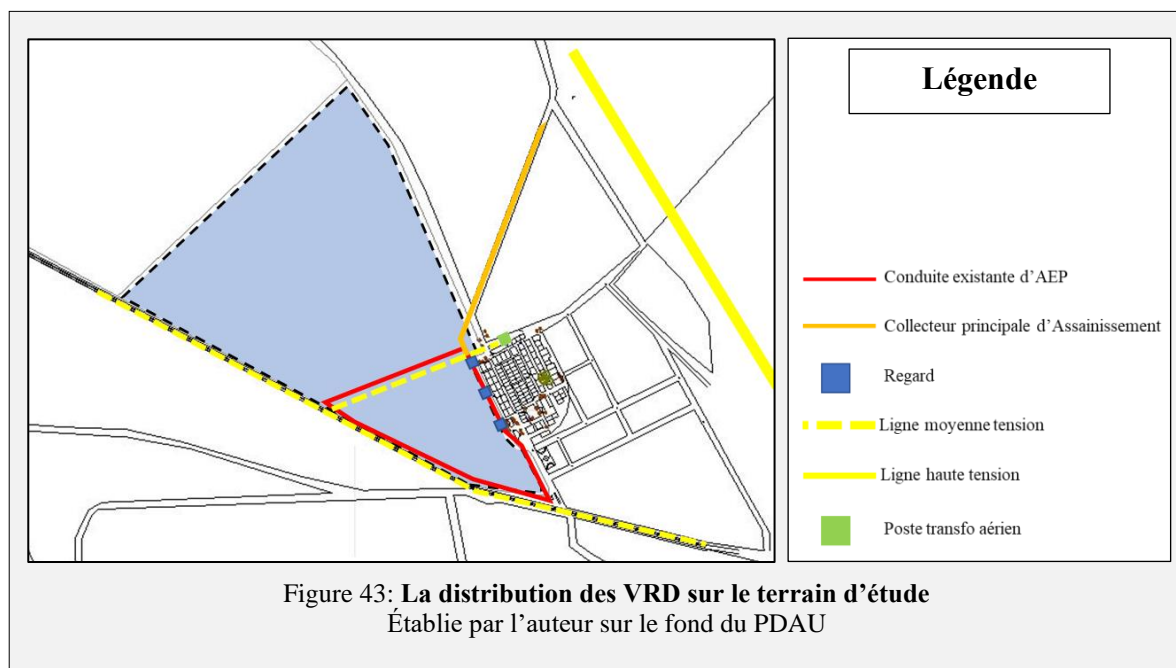 Légende
Conduite existante d'AEP
Collecteur principale d'Assainissement
Regard
Ligne moyenne tension
Ligne haute tension
Poste transfo aérien
Figure 43: La distribution des VRD sur le terrain d'étude
Établie par l'auteur sur le fond du PDAU